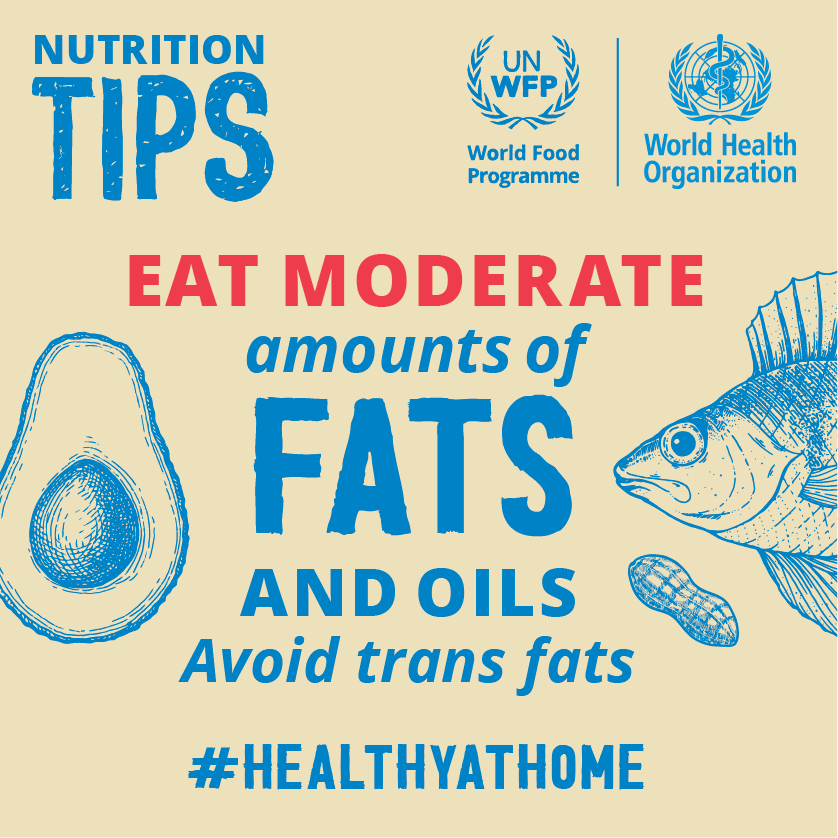 NUTRITION
TIPS
UN
WFP
World Food
Programme
World Health
Organization
EAT MODERATE
amounts of
FATS
AND OILS
Avoid trans fats
#HEALTHYATHOME